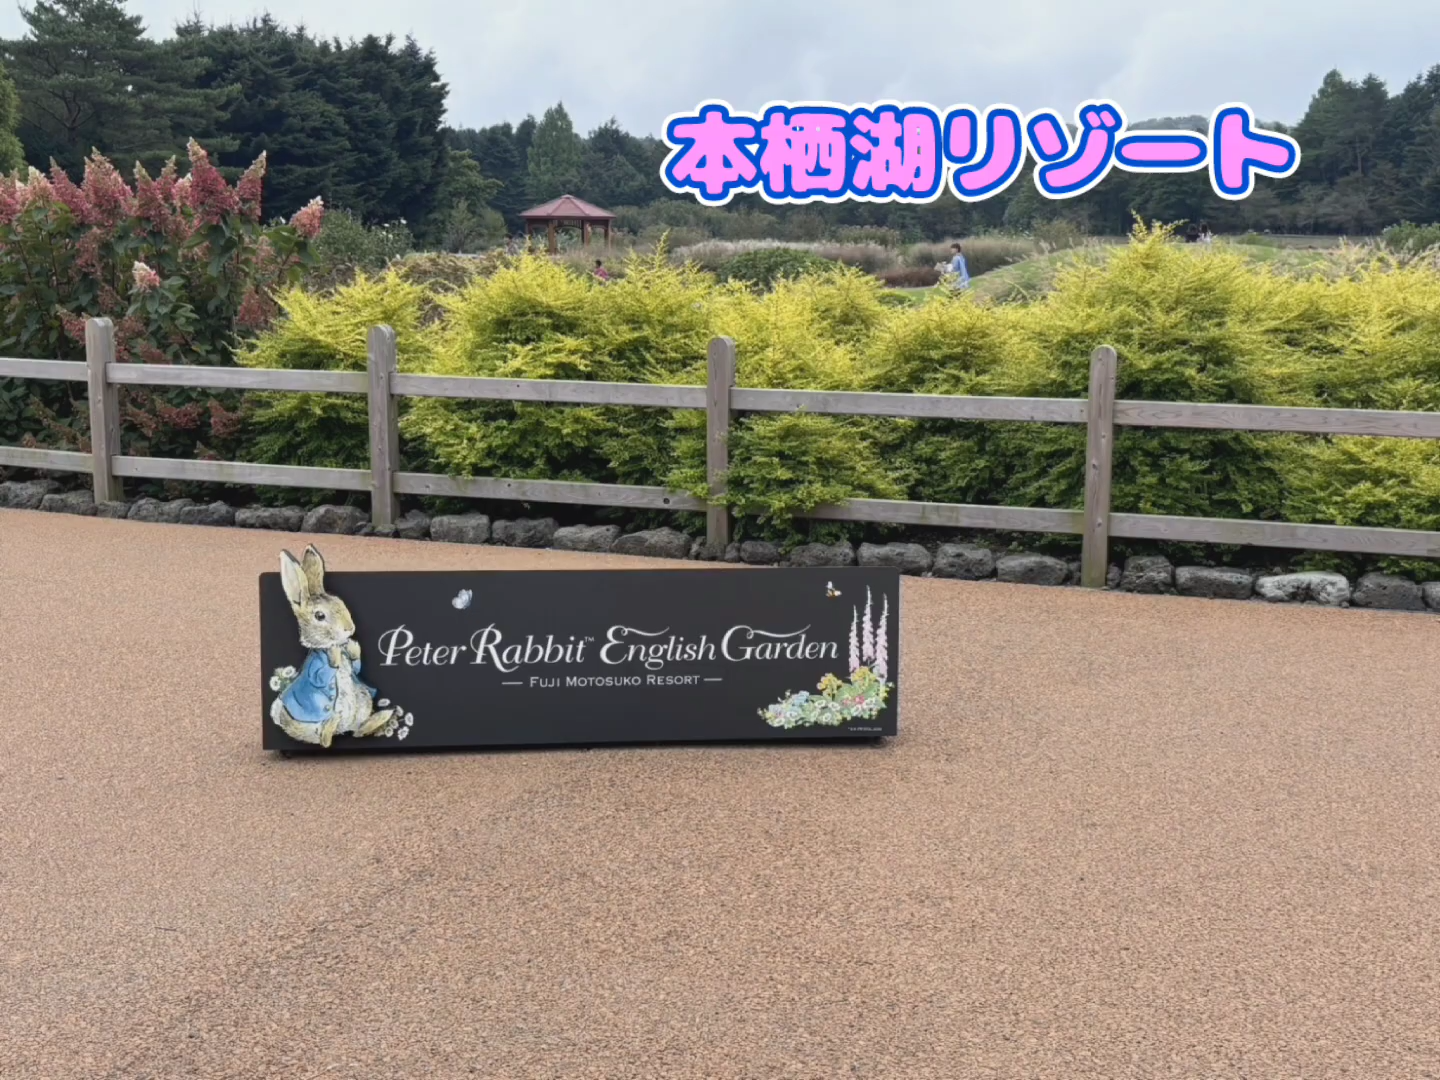 本栖湖リゾート
Peter Rabbit™ English Garden
— FUJI MOTOSUKO RESORT —